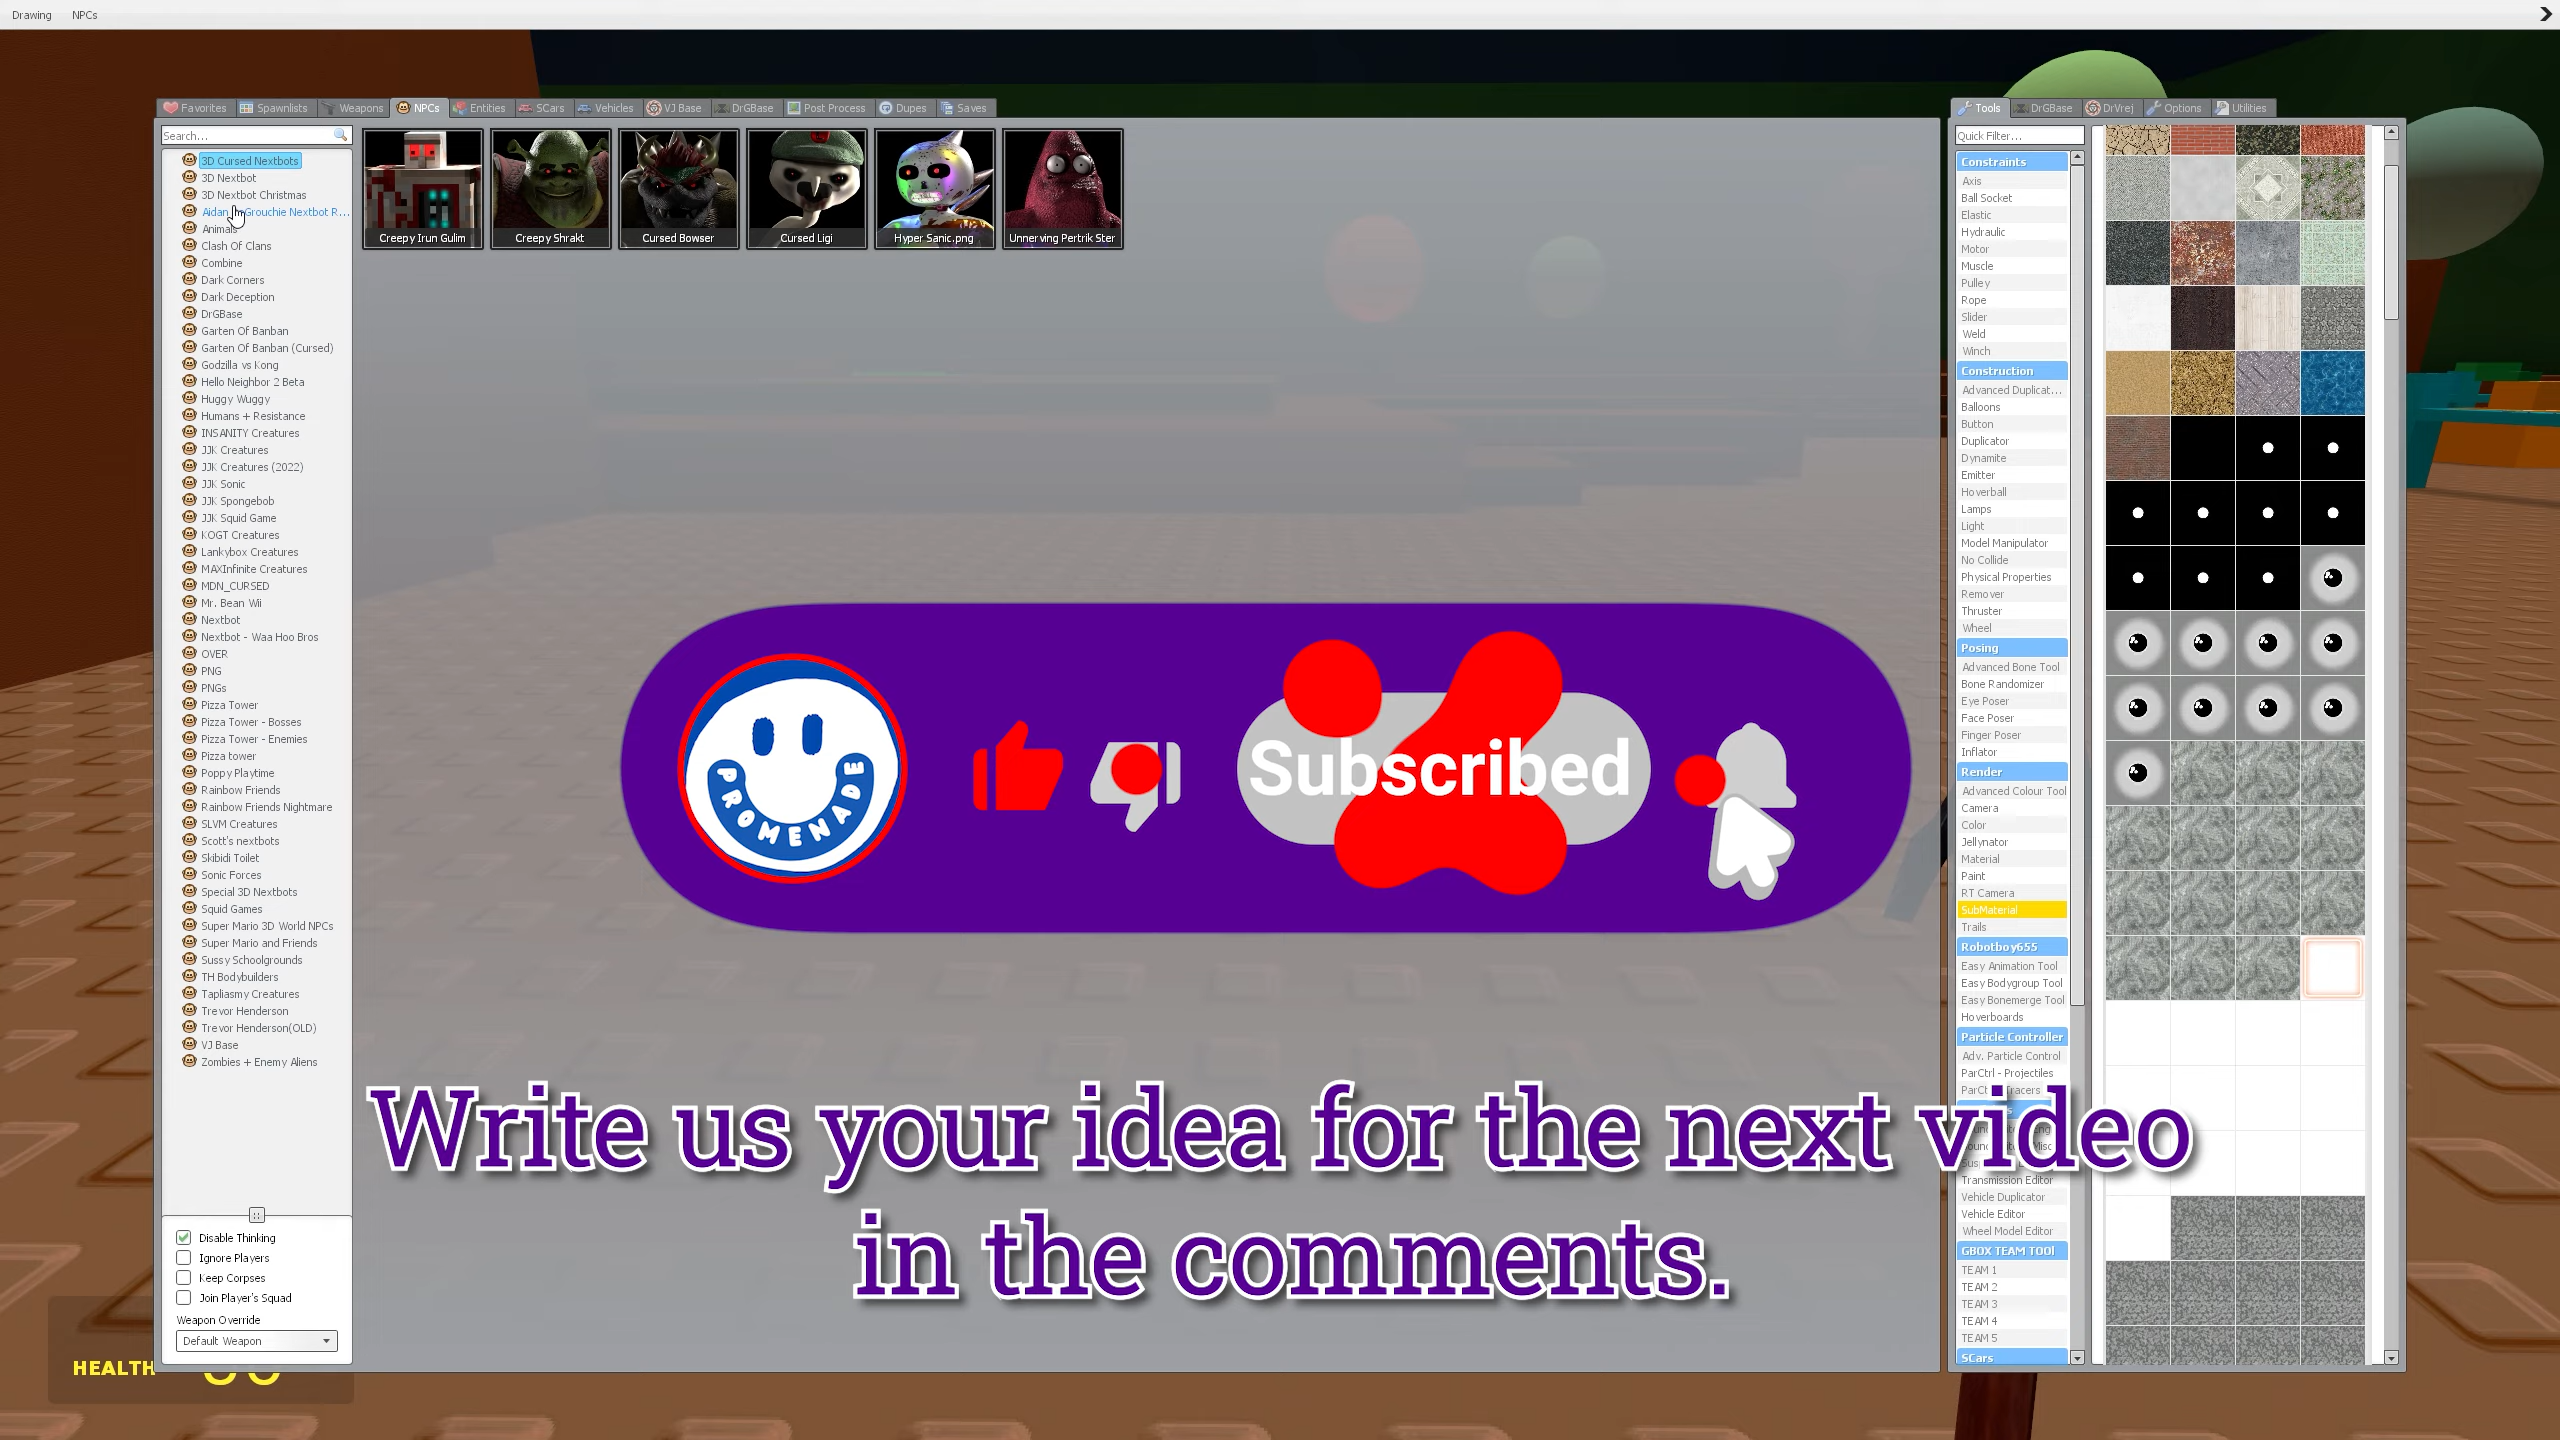 Drawing NPCs
Favorites Spawnlists Weapons NPCs Entities SCars Vehicles VJ Base DrGBase Post Process Dupes Saves
Search...
3D Cursed Nextbots
3D Nextbot
3D Nextbot Christmas
Aidan Grouchie Nextbot R...
Animals
Clash Of Clans
Combine
Dark Corners
Dark Deception
DrGBase
Garten Of Banban
Garten Of Banban (Cursed)
Godzilla vs Kong
Hello Neighbor 2 Beta
Huggy Wuggy
Humans + Resistance
INSANITY Creatures
JJK Creatures
JJK Creatures (2022)
JJK Sonic
JJK Spongebob
JJK Squid Game
KOGT Creatures
Lankybox Creatures
MAXInfinite Creatures
MDN_CURSED
Mr. Bean Wii
Nextbot
Nextbot - Waa Hoo Bros
OVER
PNG
PNGs
Pizza Tower
Pizza Tower - Bosses
Pizza Tower - Enemies
Pizza tower
Poppy Playtime
Rainbow Friends
Rainbow Friends Nightmare
SLVM Creatures
Scott's nextbots
Skibidi Toilet
Sonic Forces
Special 3D Nextbots
Squid Games
Super Mario 3D World NPCs
Super Mario and Friends
Sussy Schoolgrounds
TH Bodybuilders
Tapliasmy Creatures
Trevor Henderson
Trevor Henderson(OLD)
VJ Base
Zombies + Enemy Aliens
Disable Thinking
Ignore Players
Keep Corpses
Join Player's Squad
Weapon Override
Default Weapon
HEALTH
Creepy Irun Gulim
Creepy Shrakt
Cursed Bowser
Cursed Ligi
Hyper Sanic.png
Unnerving Pertrik Ster
PROMENADE
Subscribed
Write us your idea for the next video
in the comments.
Tools DrGBase DrVrej Options Utilities
Quick Filter...
Constraints
Axis
Ball Socket
Elastic
Hydraulic
Motor
Muscle
Pulley
Rope
Slider
Weld
Winch
Construction
Advanced Duplicat...
Balloons
Button
Duplicator
Dynamite
Emitter
Hoverball
Lamps
Light
Model Manipulator
No Collide
Physical Properties
Remover
Thruster
Wheel
Posing
Advanced Bone Tool
Bone Randomizer
Eye Poser
Face Poser
Finger Poser
Inflator
Render
Advanced Colour Tool
Camera
Color
Jellynator
Material
Paint
RT Camera
SubMaterial
Trails
Robotboy655
Easy Animation Tool
Easy Bodygroup Tool
Easy Bonemerge Tool
Hoverboards
Particle Controller
Adv. Particle Control
ParCtrl - Projectiles
Transmission Editor
Vehicle Duplicator
Vehicle Editor
Wheel Model Editor
GBOX TEAM TOOl
TEAM 1
TEAM 2
TEAM 3
TEAM 4
TEAM 5
SCars